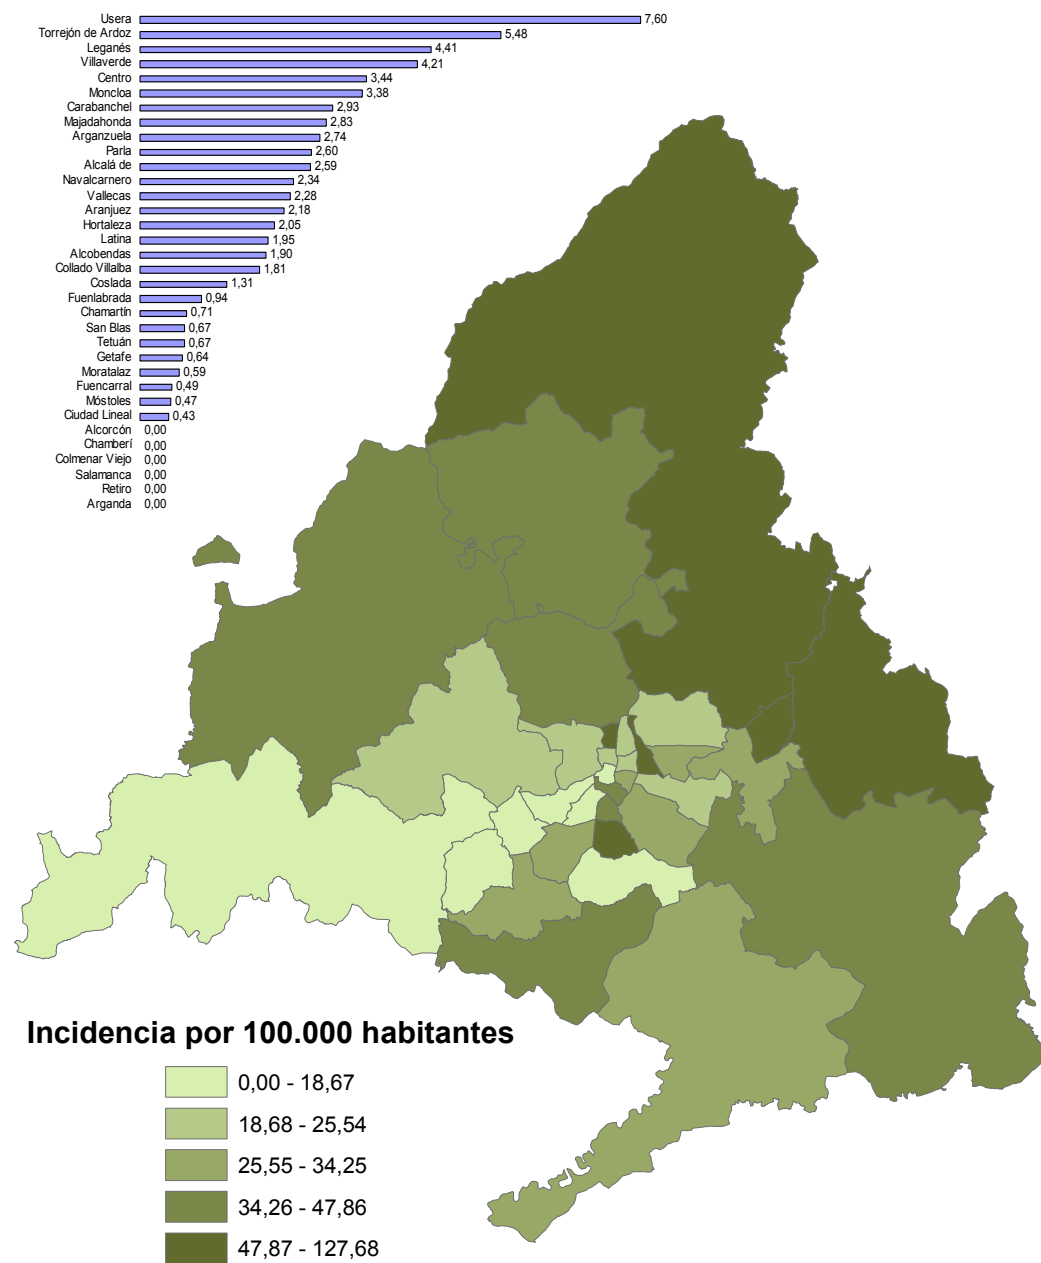 Usera 7,60
Torrejón de Ardoz 5,48
Leganés 4,41
Villaverde 4,21
Centro 3,44
Moncloa 3,38
Carabanchel 2,93
Majadahonda 2,83
Arganzuela 2,74
Parla 2,60
Alcalá de 2,59
Navalcarnero 2,34
Vallecas 2,28
Aranjuez 2,18
Hortaleza 2,05
Latina 1,95
Alcobendas 1,90
Collado Villalba 1,81
Coslada 1,31
Fuenlabrada 0,94
Chamartín 0,71
San Blas 0,67
Tetuán 0,67
Getafe 0,64
Moratalaz 0,59
Fuencarral 0,49
Móstoles 0,47
Ciudad Lineal 0,43
Alcorcón 0,00
Chamberí 0,00
Colmenar Viejo 0,00
Salamanca 0,00
Retiro 0,00
Arganda 0,00
Incidencia por 100.000 habitantes
0,00 - 18,67
18,68 - 25,54
25,55 - 34,25
34,26 - 47,86
47,87 - 127,68